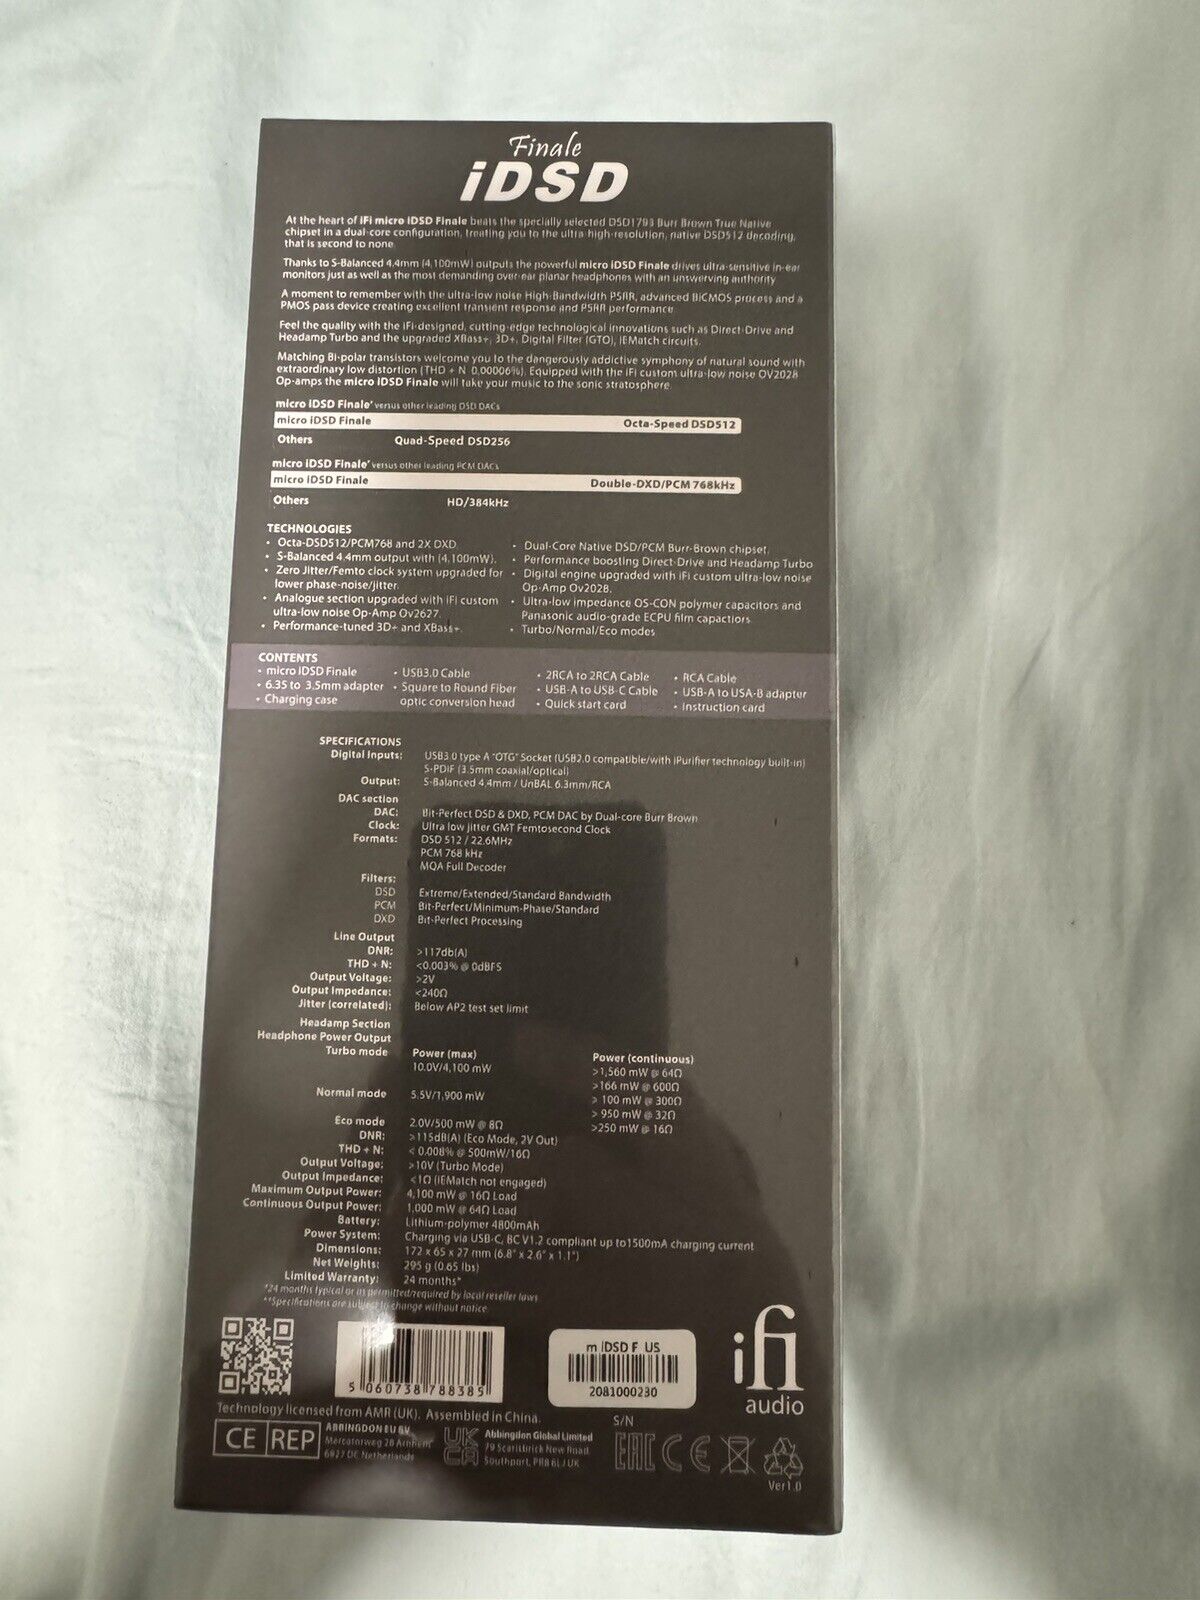 Finale
iDSD
At the heart of iFi micro iDSD Finale beats the specially selected DSD1793 Burr Brown True Native
chipset in a dual-core configuration, treating you to the ultra-high-resolution, native DSD512 decoding,
that is second to none.
Thanks to S-Balanced 4.4mm (4,100mW) outputs the powerful micro iDSD Finale drives ultra-sensitive in-ear
monitors just as well as the most demanding over-ear planar headphones with an unswerving authority
A moment to remember with the ultra-low noise High-Bandwidth PSRR, advanced BiCMOS process and a
PMOS pass device creating excellent transient response and PSRR performance.
Feel the quality with the iFi-designed, cutting-edge technological innovations such as Direct-Drive and
Headamp Turbo and the upgraded XBass+, 3D+, Digital Filter (GTO), iEMatch circuits.
Matching Bi-polar transistors welcome you to the dangerously addictive symphony of natural sound with
extraordinary low distortion (THD + N 0,00006%). Equipped with the iFi custom ultra-low noise OV2028
Op-amps the micro iDSD Finale will take your music to the sonic stratosphere.
micro iDSD Finale' versus other leading DSD DACs
micro iDSD Finale Octa-Speed DSD512
Others Quad-Speed DSD256
micro iDSD Finale' versus other leading PCM DACs
micro iDSD Finale Double-DXD/PCM 768kHz
Others HD/384kHz
TECHNOLOGIES
• Octa-DSD512/PCM768 and 2X DXD.
• S-Balanced 4.4mm output with (4,100mW).
• Zero Jitter/Femto clock system upgraded for
lower phase-noise/jitter.
• Analogue section upgraded with iFi custom
ultra-low noise Op-Amp Ov2627.
• Performance-tuned 3D+ and XBass+.
• Dual-Core Native DSD/PCM Burr-Brown chipset.
• Performance boosting Direct-Drive and Headamp Turbo
• Digital engine upgraded with iFi custom ultra-low noise
Op-Amp Ov2028.
• Ultra-low impedance OS-CON polymer capacitors and
Panasonic audio-grade ECPU film capactiors.
• Turbo/Normal/Eco modes
CONTENTS
• micro iDSD Finale
• 6.35 to 3.5mm adapter
• Charging case
• USB3.0 Cable
• Square to Round Fiber
optic conversion head
• 2RCA to 2RCA Cable
• USB-A to USB-C Cable
• Quick start card
• RCA Cable
• USB-A to USA-B adapter
• Instruction card
SPECIFICATIONS
Digital Inputs: USB3.0 type A "OTG" Socket (USB2.0 compatible/with iPurifier technology built-in)
S-PDIF (3.5mm coaxial/optical)
Output: S-Balanced 4.4mm / UnBAL 6.3mm/RCA
DAC section
DAC: Bit-Perfect DSD & DXD, PCM DAC by Dual-core Burr Brown
Clock: Ultra low jitter GMT Femtosecond Clock
Formats: DSD 512 / 22.6MHz
PCM 768 kHz
MQA Full Decoder
Filters:
DSD Extreme/Extended/Standard Bandwidth
PCM Bit-Perfect/Minimum-Phase/Standard
DXD Bit-Perfect Processing
Line Output
DNR: >117db(A)
THD + N: <0.003% @ 0dBFS
Output Voltage: >2V
Output Impedance: <240Ω
Jitter (correlated): Below AP2 test set limit
Headamp Section
Headphone Power Output
Turbo mode Power (max) Power (continuous)
10.0V/4,100 mW >1,560 mW @ 64Ω
>166 mW @ 600Ω
Normal mode 5.5V/1,900 mW > 100 mW @ 300Ω
> 950 mW @ 32Ω
Eco mode 2.0V/500 mW @ 8Ω >250 mW @ 16Ω
DNR: >115dB(A) (Eco Mode, 2V Out)
THD + N: < 0.008% @ 500mW/16Ω
Output Voltage: >10V (Turbo Mode)
Output Impedance: <1Ω (IEMatch not engaged)
Maximum Output Power: 4,100 mW @ 16Ω Load
Continuous Output Power: 1,000 mW @ 64Ω Load
Battery: Lithium-polymer 4800mAh
Power System: Charging via USB-C, BC V1.2 compliant up to1500mA charging current
Dimensions: 172 x 65 x 27 mm (6.8" x 2.6" x 1.1")
Net Weights: 295 g (0.65 lbs)
Limited Warranty: 24 months*
*24 months typical or as permitted/required by local reseller laws.
**Specifications are subject to change without notice.
5 060738 788385
m iDSD F US
2081000230
ifi
audio
Technology licensed from AMR (UK). Assembled in China.
S/N
CE REP
ABBINGDON EU BV
Mercatorweg 28 Arnhem
6927 DE Netherlands
UK
CA
Abbingdon Global Limited
79 Scarisbrick New Road
Southport, PR8 6LJ UK
EAC CE
Ver1.0